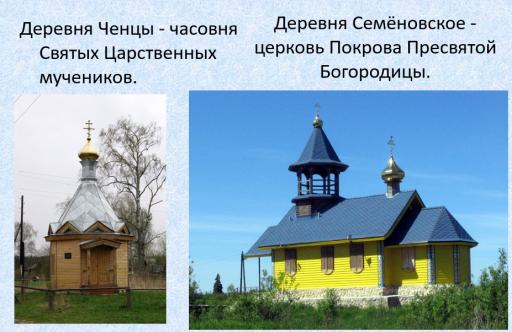 Деревня Ченцы - часовня
Святых Царственных
мучеников.
Деревня Семёновское -
церковь Покрова Пресвятой
Богородицы.